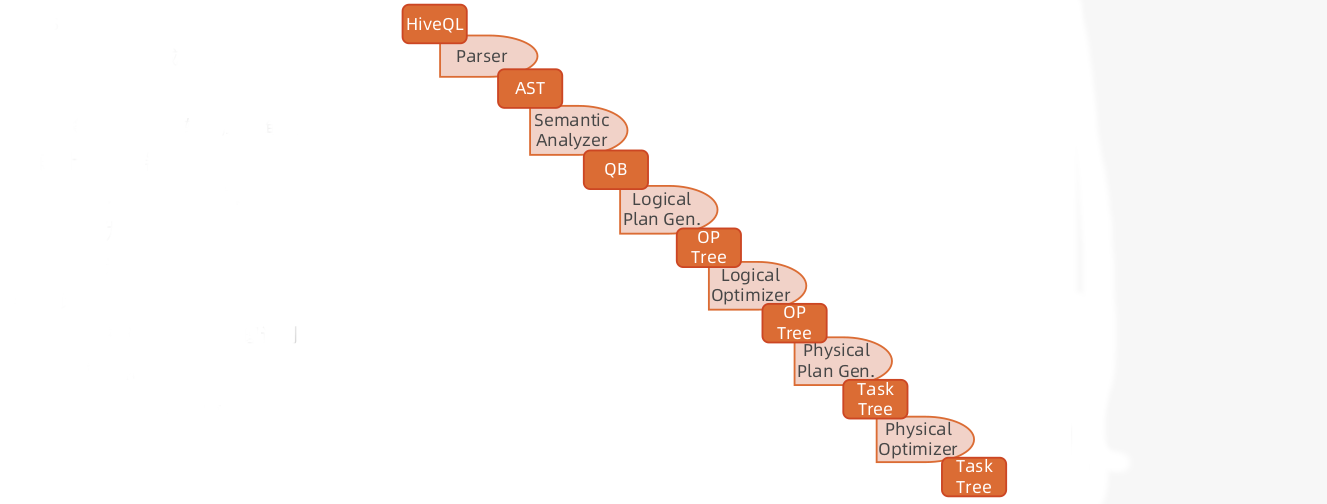 HiveQL
Parser
AST
Semantic
Analyzer
QB
Logical
Plan Gen.
OP
Tree
Logical
Optimizer
OP
Tree
Physical
Plan Gen.
Task
Tree
Physical
Optimizer
Task
Tree